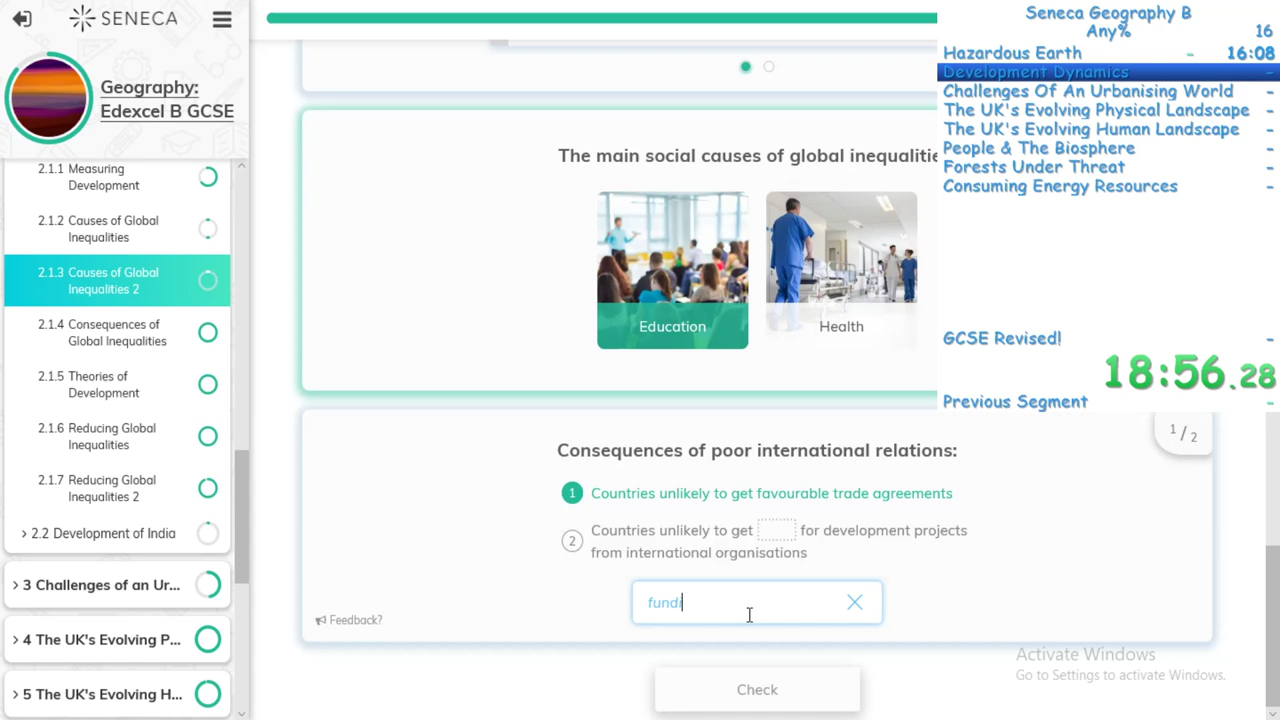 SENECA
Geography:
Edexcel B GCSE
2.1.1 Measuring
Development
2.1.2 Causes of Global
Inequalities
2.1.3 Causes of Global
Inequalities 2
2.1.4 Consequences of
Global Inequalities
2.1.5 Theories of
Development
2.1.6 Reducing Global
Inequalities
2.1.7 Reducing Global
Inequalities 2
2.2 Development of India
3 Challenges of an Ur...
4 The UK's Evolving P...
5 The UK's Evolving H...
The main social causes of global inequalitie
Education
Health
1 / 2
Consequences of poor international relations:
1 Countries unlikely to get favourable trade agreements
2 Countries unlikely to get for development projects
from international organisations
fundi
Feedback?
Check
Seneca Geography B
Any% 16
Hazardous Earth - 16:08
Development Dynamics -
Challenges Of An Urbanising World -
The UK's Evolving Physical Landscape -
The UK's Evolving Human Landscape -
People & The Biosphere -
Forests Under Threat -
Consuming Energy Resources -
GCSE Revised! -
18:56.28
Previous Segment -
Activate Windows
Go to Settings to activate Windows.